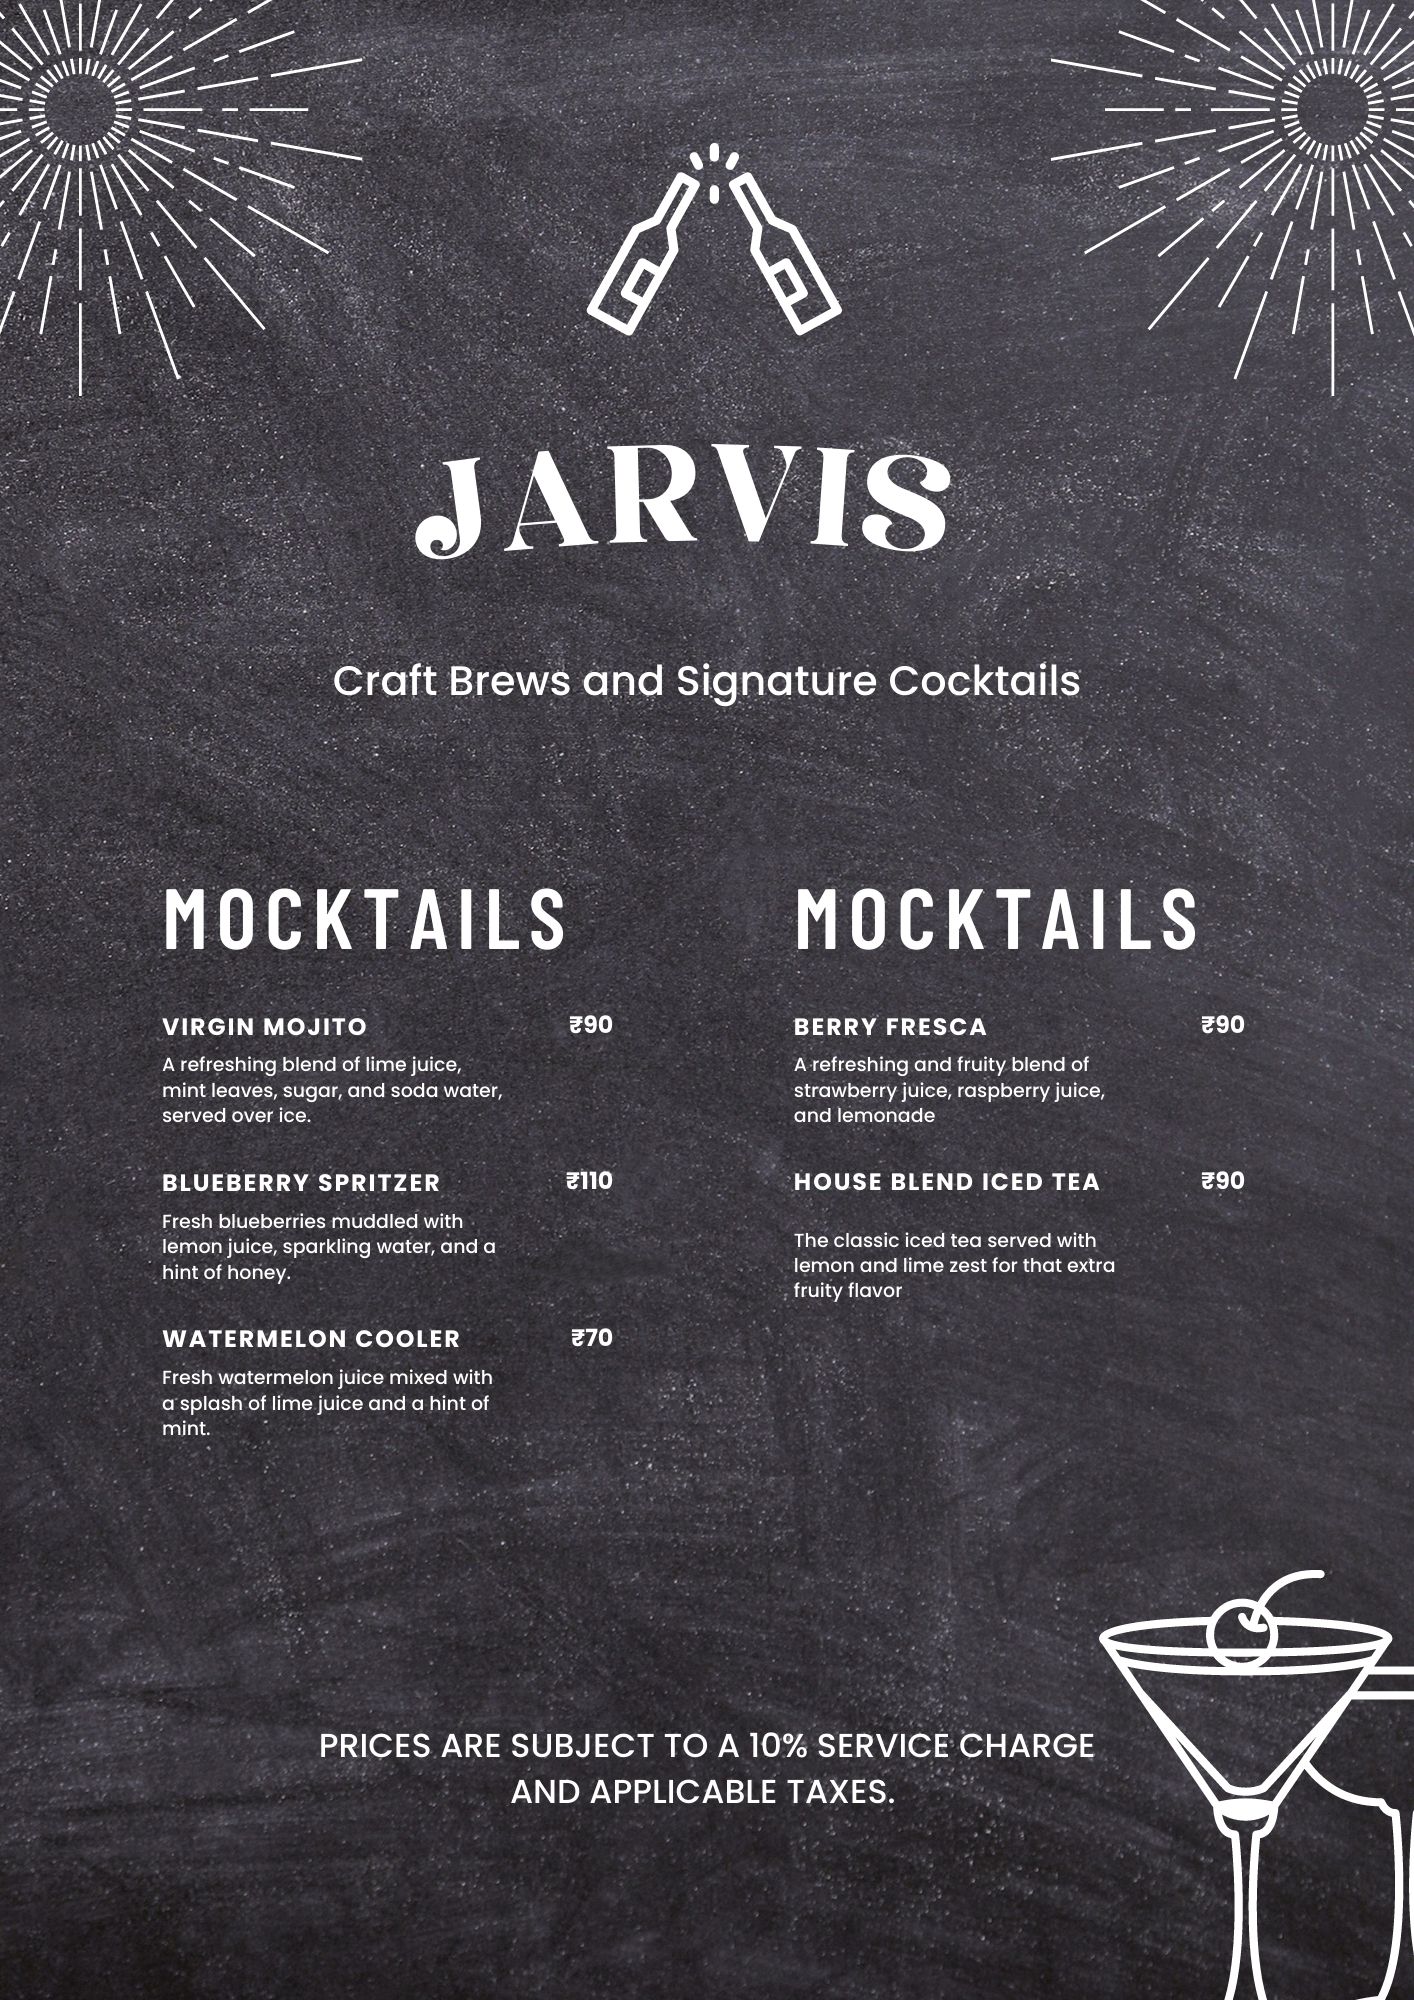 JARVIS
Craft Brews and Signature Cocktails
MOCKTAILS
VIRGIN MOJITO ₹90
A refreshing blend of lime juice,
mint leaves, sugar, and soda water,
served over ice.
BLUEBERRY SPRITZER ₹110
Fresh blueberries muddled with
lemon juice, sparkling water, and a
hint of honey.
WATERMELON COOLER ₹70
Fresh watermelon juice mixed with
a splash of lime juice and a hint of
mint.
MOCKTAILS
BERRY FRESCA ₹90
A refreshing and fruity blend of
strawberry juice, raspberry juice,
and lemonade
HOUSE BLEND ICED TEA ₹90
The classic iced tea served with
lemon and lime zest for that extra
fruity flavor
PRICES ARE SUBJECT TO A 10% SERVICE CHARGE
AND APPLICABLE TAXES.